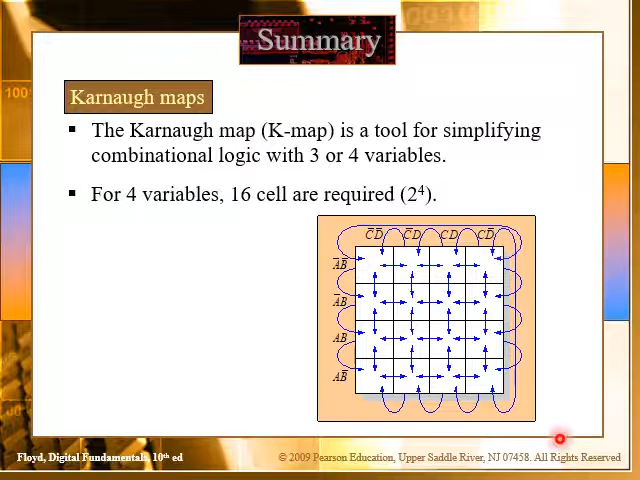 Summary
Karnaugh maps
▪ The Karnaugh map (K-map) is a tool for simplifying
combinational logic with 3 or 4 variables.
▪ For 4 variables, 16 cell are required (2⁴).
C̅D̅ C̅D CD CD̅
A̅B̅
A̅B
AB
AB̅
Floyd, Digital Fundamentals, 10ᵗʰ ed
© 2009 Pearson Education, Upper Saddle River, NJ 07458. All Rights Reserved